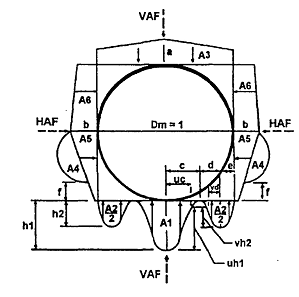 VAF
a
A3
A6
A6
HAF
b
Dm = 1
b
HAF
A5
A5
c
d
e
A4
uc
vd
A4
f
f
h1
h2
A2
2
A1
A2
2
vh2
uh1
VAF